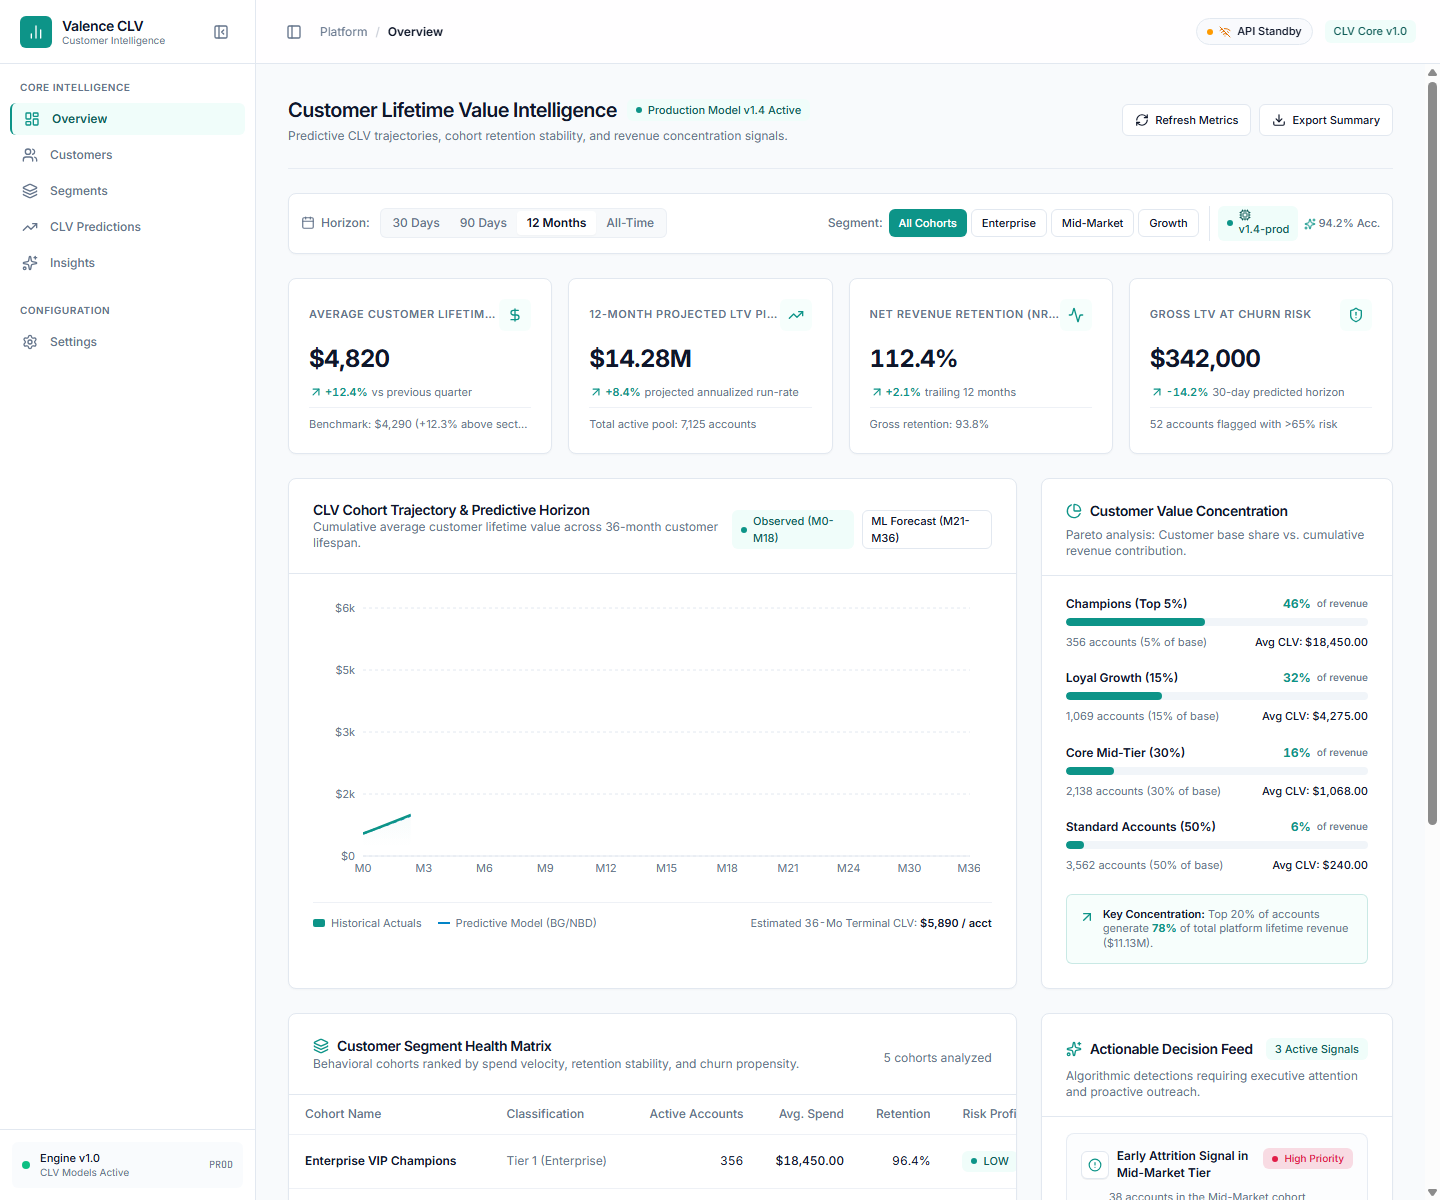 Valence CLV
Customer Intelligence
CORE INTELLIGENCE
Overview
Customers
Segments
CLV Predictions
Insights
CONFIGURATION
Settings
Engine v1.0
CLV Models Active
PROD
Platform / Overview
API Standby
CLV Core v1.0
Customer Lifetime Value Intelligence
Production Model v1.4 Active
Predictive CLV trajectories, cohort retention stability, and revenue concentration signals.
Refresh Metrics
Export Summary
Horizon:
30 Days
90 Days
12 Months
All-Time
Segment:
All Cohorts
Enterprise
Mid-Market
Growth
v1.4-prod
94.2% Acc.
AVERAGE CUSTOMER LIFETIM...
$4,820
+12.4% vs previous quarter
Benchmark: $4,290 (+12.3% above sect...
12-MONTH PROJECTED LTV PI...
$14.28M
+8.4% projected annualized run-rate
Total active pool: 7,125 accounts
NET REVENUE RETENTION (NR...
112.4%
+2.1% trailing 12 months
Gross retention: 93.8%
GROSS LTV AT CHURN RISK
$342,000
-14.2% 30-day predicted horizon
52 accounts flagged with >65% risk
CLV Cohort Trajectory & Predictive Horizon
Cumulative average customer lifetime value across 36-month customer
lifespan.
Observed (M0-
M18)
ML Forecast (M21-
M36)
$6k
$5k
$3k
$2k
$0
M0
M3
M6
M9
M12
M15
M18
M21
M24
M30
M36
Historical Actuals
Predictive Model (BG/NBD)
Estimated 36-Mo Terminal CLV: $5,890 / acct
Customer Value Concentration
Pareto analysis: Customer base share vs. cumulative
revenue contribution.
Champions (Top 5%)
46% of revenue
356 accounts (5% of base)
Avg CLV: $18,450.00
Loyal Growth (15%)
32% of revenue
1,069 accounts (15% of base)
Avg CLV: $4,275.00
Core Mid-Tier (30%)
16% of revenue
2,138 accounts (30% of base)
Avg CLV: $1,068.00
Standard Accounts (50%)
6% of revenue
3,562 accounts (50% of base)
Avg CLV: $240.00
Key Concentration: Top 20% of accounts
generate 78% of total platform lifetime revenue
($11.13M).
Customer Segment Health Matrix
Behavioral cohorts ranked by spend velocity, retention stability, and churn propensity.
5 cohorts analyzed
Cohort Name
Classification
Active Accounts
Avg. Spend
Retention
Risk Profi
Enterprise VIP Champions
Tier 1 (Enterprise)
356
$18,450.00
96.4%
LOW
Actionable Decision Feed
3 Active Signals
Algorithmic detections requiring executive attention
and proactive outreach.
Early Attrition Signal in
Mid-Market Tier
High Priority
38 accounts in the Mid-Market cohort